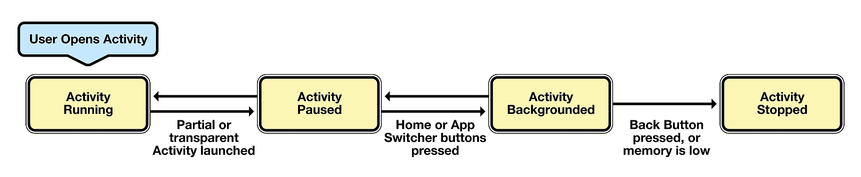 User Opens Activity
Activity
Running
Activity
Paused
Activity
Backgrounded
Activity
Stopped
Partial or
transparent
Activity launched
Home or App
Switcher buttons
pressed
Back Button
pressed, or
memory is low